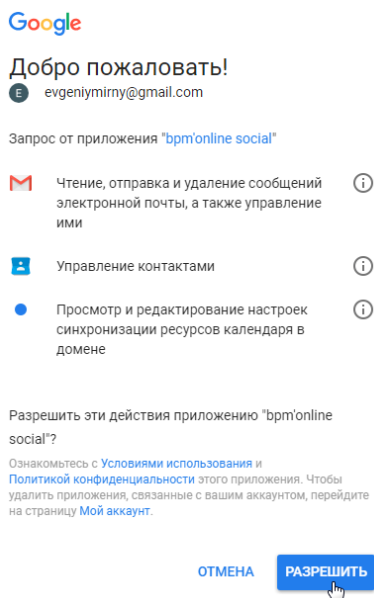 Google
Добро пожаловать!
E evgeniymirny@gmail.com
Запрос от приложения "bpm'online social"
Чтение, отправка и удаление сообщений
электронной почты, а также управление
ими
Управление контактами
Просмотр и редактирование настроек
синхронизации ресурсов календаря в
домене
Разрешить эти действия приложению "bpm'online
social"?
Ознакомьтесь с Условиями использования и
Политикой конфиденциальности этого приложения. Чтобы
удалить приложения, связанные с вашим аккаунтом, перейдите
на страницу Мой аккаунт.
ОТМЕНА РАЗРЕШИТЬ